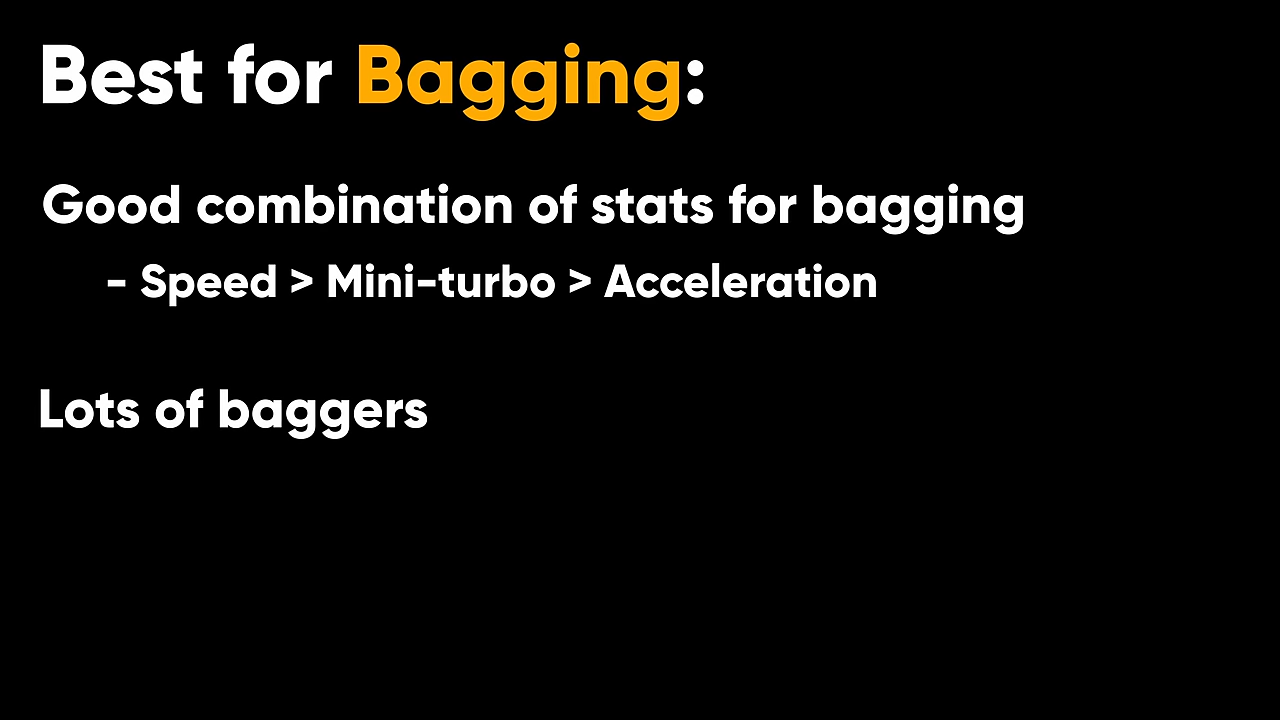 Best for Bagging:
Good combination of stats for bagging
- Speed > Mini-turbo > Acceleration
Lots of baggers